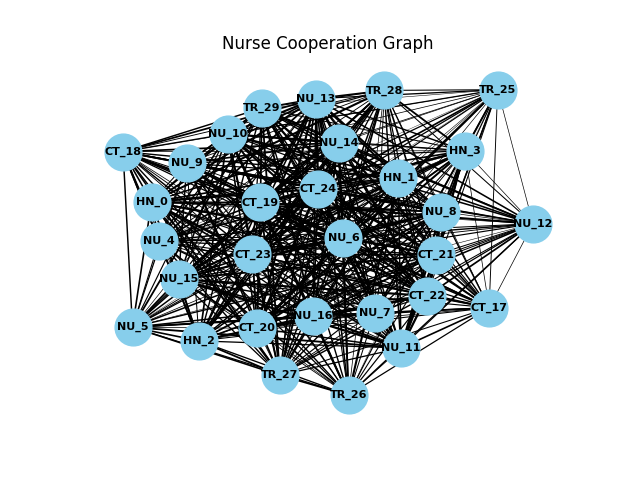 Nurse Cooperation Graph
TR_25
TR_28
NU_13
TR_29
NU_10
NU_14
HN_3
CT_18
NU_9
HN_1
CT_24
HN_0
CT_19
NU_8
NU_12
NU_6
NU_4
CT_23
CT_21
NU_15
CT_22
CT_17
NU_7
NU_16
NU_5
CT_20
HN_2
NU_11
TR_27
TR_26